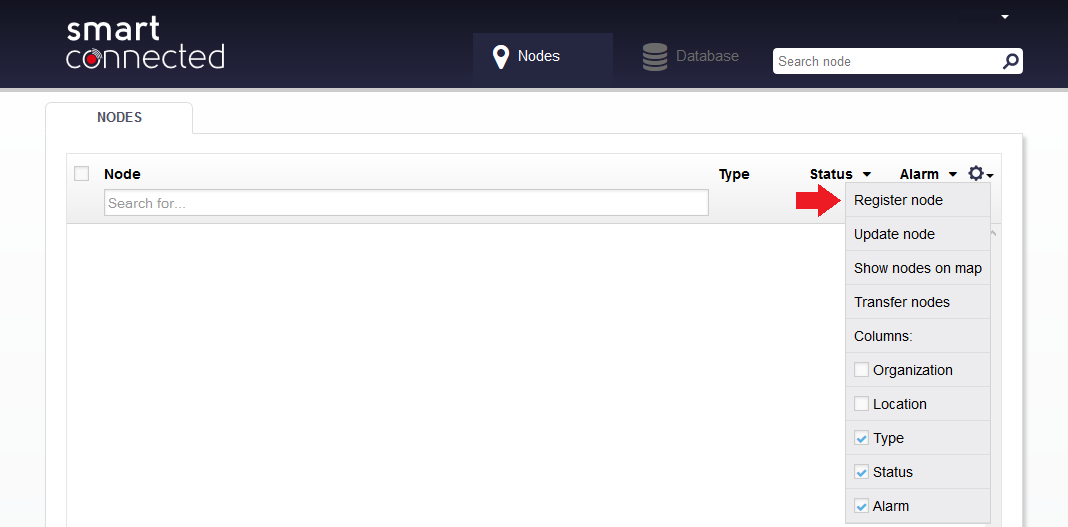 smart
connected
Nodes
Database
Search node
NODES
Node
Type
Status
Alarm
Search for...
Register node
Update node
Show nodes on map
Transfer nodes
Columns:
Organization
Location
Type
Status
Alarm